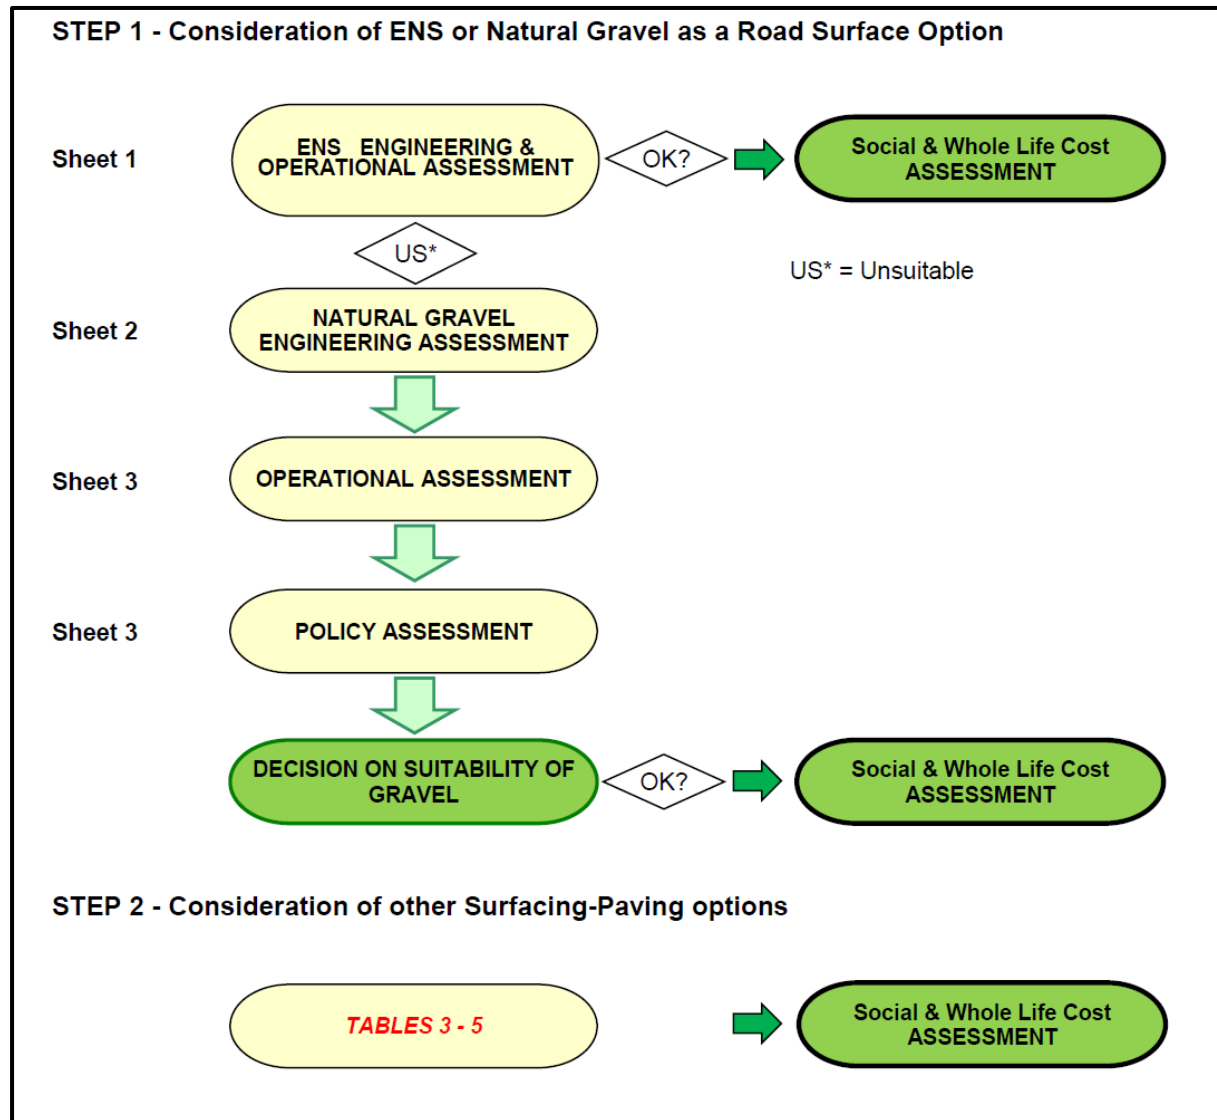 STEP 1 - Consideration of ENS or Natural Gravel as a Road Surface Option
Sheet 1
ENS ENGINEERING &
OPERATIONAL ASSESSMENT
OK?
Social & Whole Life Cost
ASSESSMENT
US*
US* = Unsuitable
Sheet 2
NATURAL GRAVEL
ENGINEERING ASSESSMENT
Sheet 3
OPERATIONAL ASSESSMENT
Sheet 3
POLICY ASSESSMENT
DECISION ON SUITABILITY OF
GRAVEL
OK?
Social & Whole Life Cost
ASSESSMENT
STEP 2 - Consideration of other Surfacing-Paving options
TABLES 3 - 5
Social & Whole Life Cost
ASSESSMENT